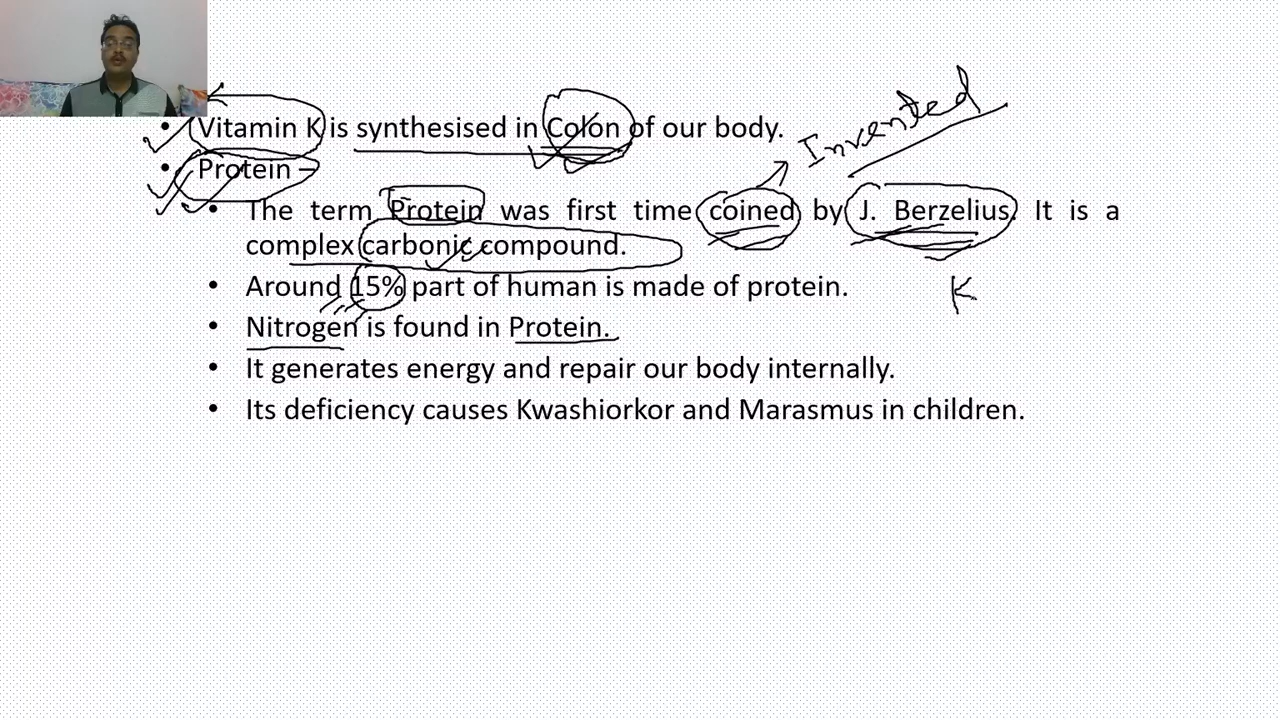 • Vitamin K is synthesised in Colon of our body.
Invented
• Protein –
• The term Protein was first time coined by J. Berzelius. It is a
complex carbonic compound.
• Around 15% part of human is made of protein.
K
• Nitrogen is found in Protein.
• It generates energy and repair our body internally.
• Its deficiency causes Kwashiorkor and Marasmus in children.